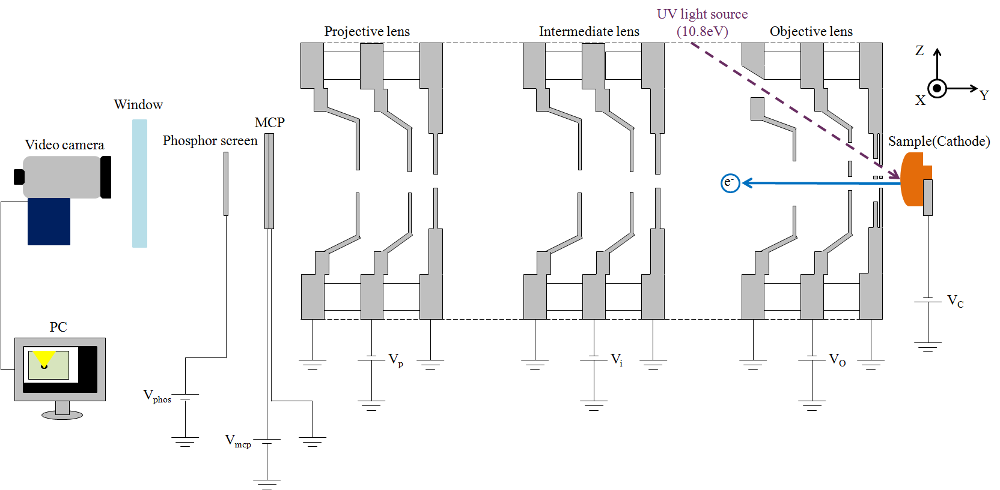 UV light source
(10.8eV)
Projective lens
Intermediate lens
Objective lens
Z
X
Y
Window
MCP
Video camera
Phosphor screen
Sample(Cathode)
e-
VC
PC
Vp
Vi
VO
Vphos
Vmcp